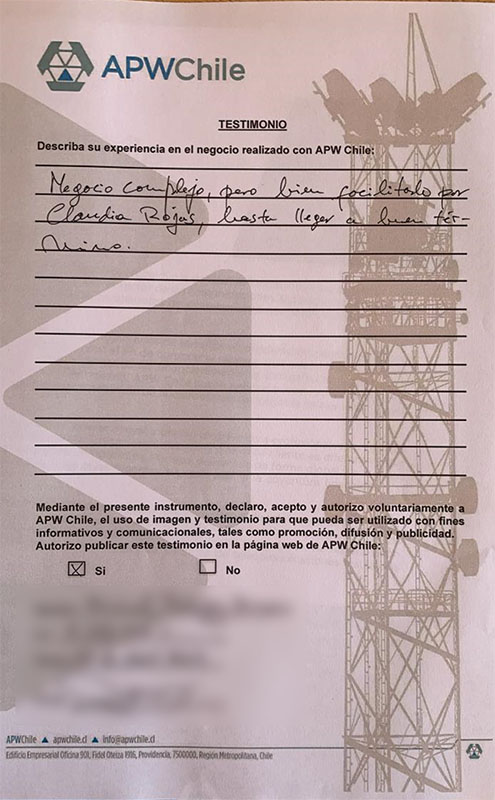 APWChile
TESTIMONIO
Describa su experiencia en el negocio realizado con APW Chile:
Negocio complejo, pero bien facilitado por
Claudia Rojas, hasta llegar a buen tér-
mino.
Mediante el presente instrumento, declaro, acepto y autorizo voluntariamente a
APW Chile, el uso de imagen y testimonio para que pueda ser utilizado con fines
informativos y comunicacionales, tales como promoción, difusión y publicidad.
Autorizo publicar este testimonio en la página web de APW Chile:
Si No
APWChile ▲ apwchile.cl ▲ info@apwchile.cl
Edificio Empresarial Oficina 901, Fidel Oteiza 1916, Providencia, 7500000, Región Metropolitana, Chile